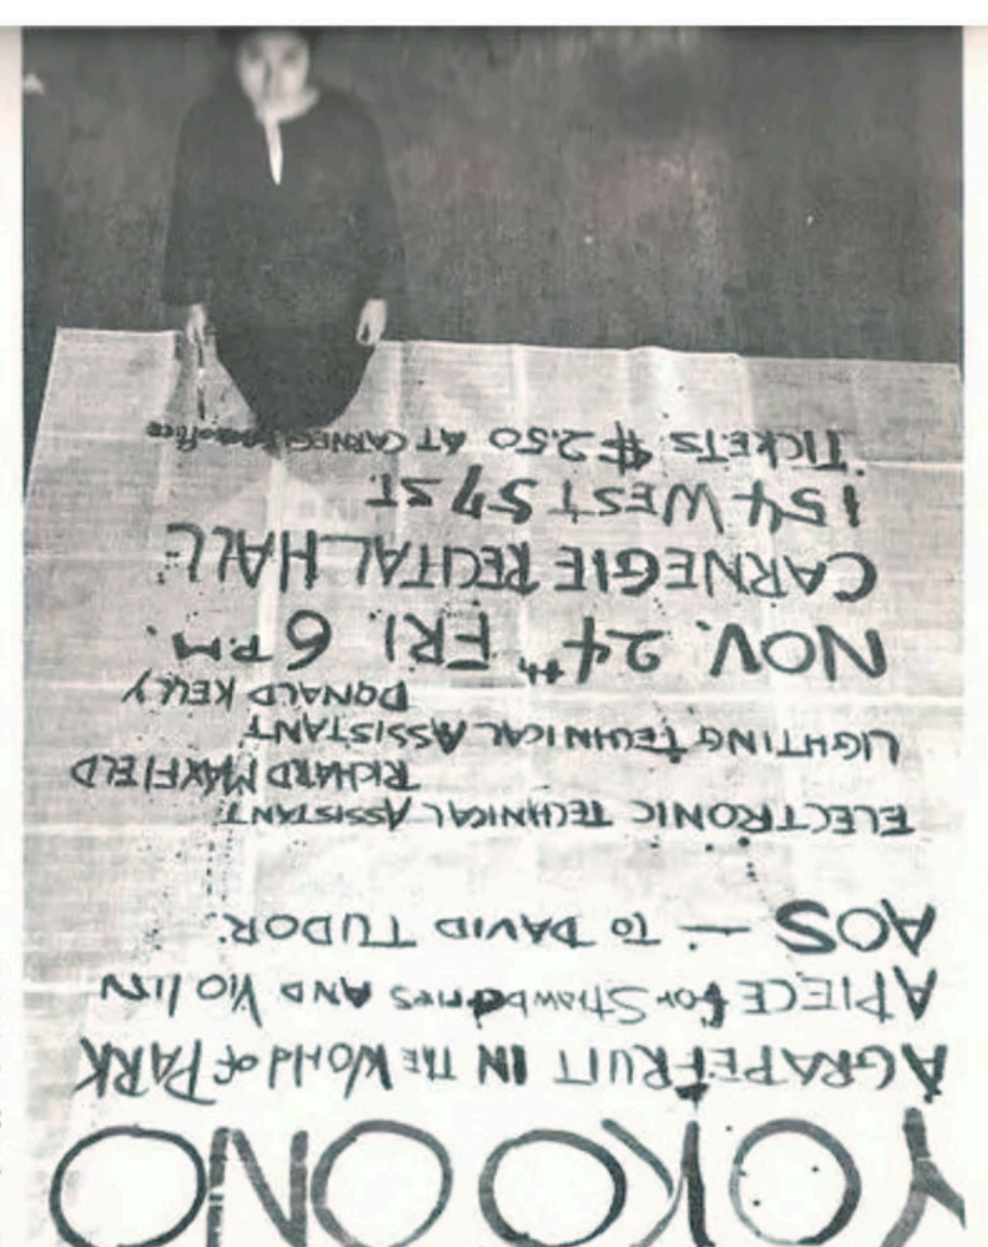 YOKO ONO
A GRAPEFRUIT IN THE WORLD OF PARK
A PIECE for STRAWBERRIES AND VIOLIN
AOS — TO DAVID TUDOR.
ELECTRONIC TECHNICAL ASSISTANT
RICHARD MAXFIELD
LIGHTING TECHNICAL ASSISTANT
DONALD KELLY
NOV. 24th FRI. 6 P.M.
CARNEGIE RECITAL HALL
154 WEST 57 ST.
TICKETS $2.50 AT CARNEGIE